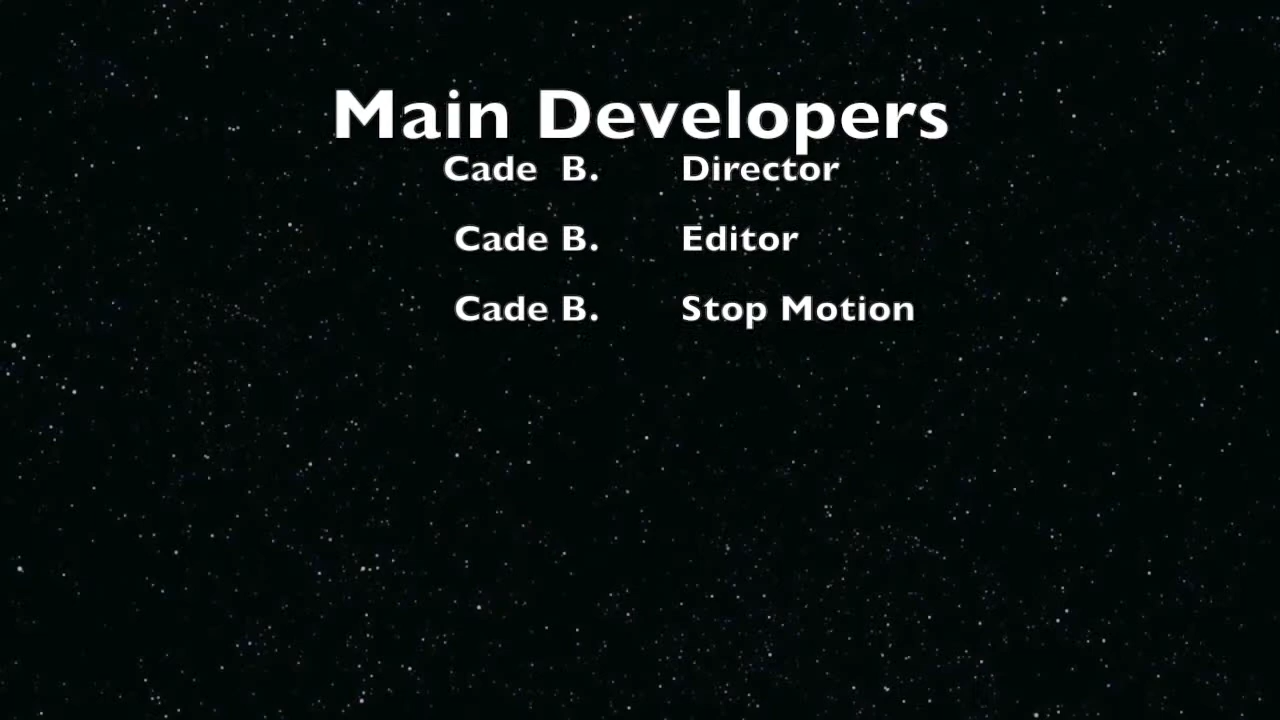 Main Developers
Cade B. Director
Cade B. Editor
Cade B. Stop Motion